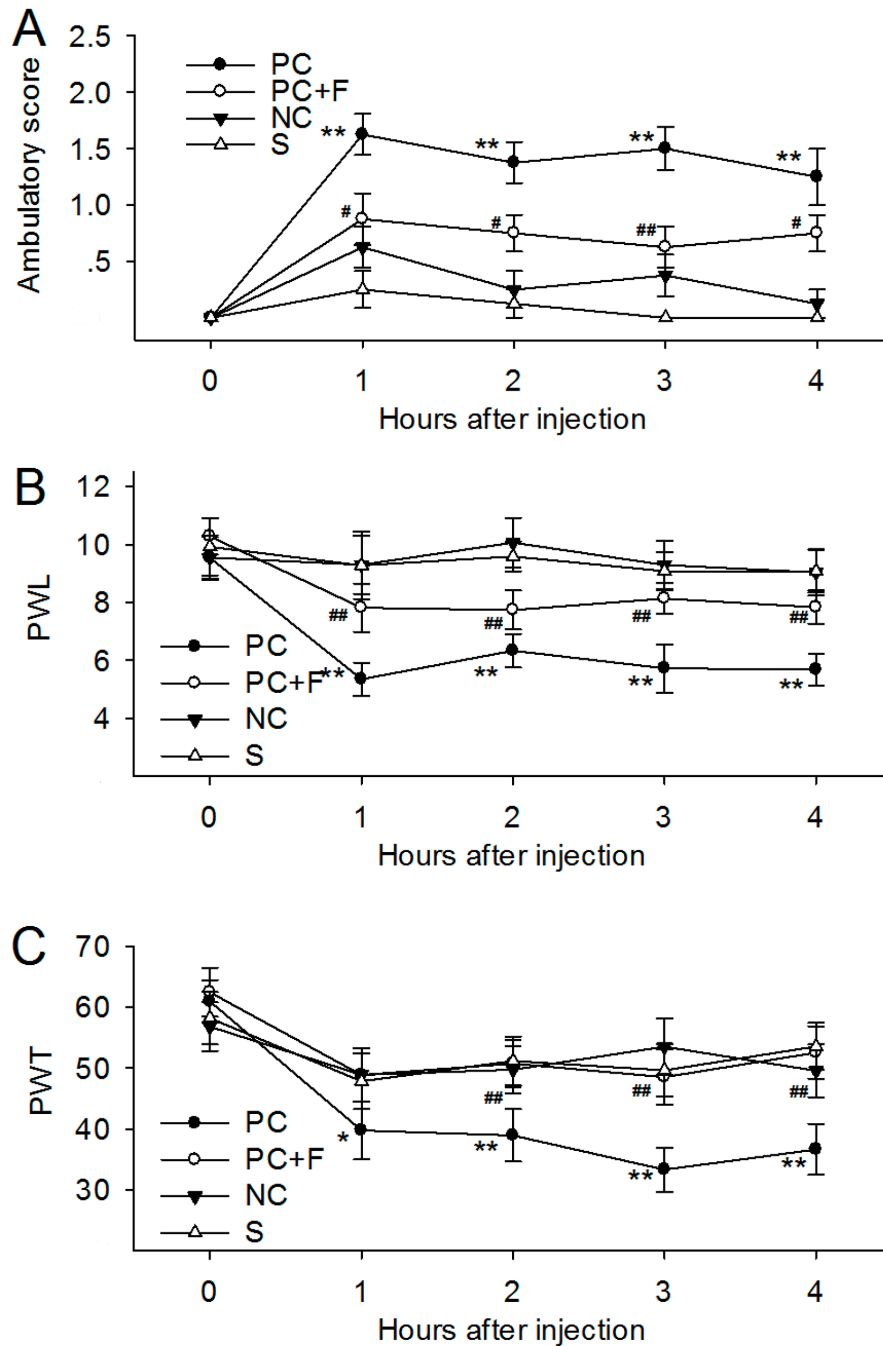 A
Ambulatory score
2.5
2.0
1.5
1.0
.5
PC
PC+F
NC
S
** ** ** **
# # ## #
0 1 2 3 4
Hours after injection
B
PWL
12
10
8
6
4
## ## ## ##
** ** ** **
PC
PC+F
NC
S
0 1 2 3 4
Hours after injection
C
PWT
70
60
50
40
30
## ## ##
* ** ** **
PC
PC+F
NC
S
0 1 2 3 4
Hours after injection